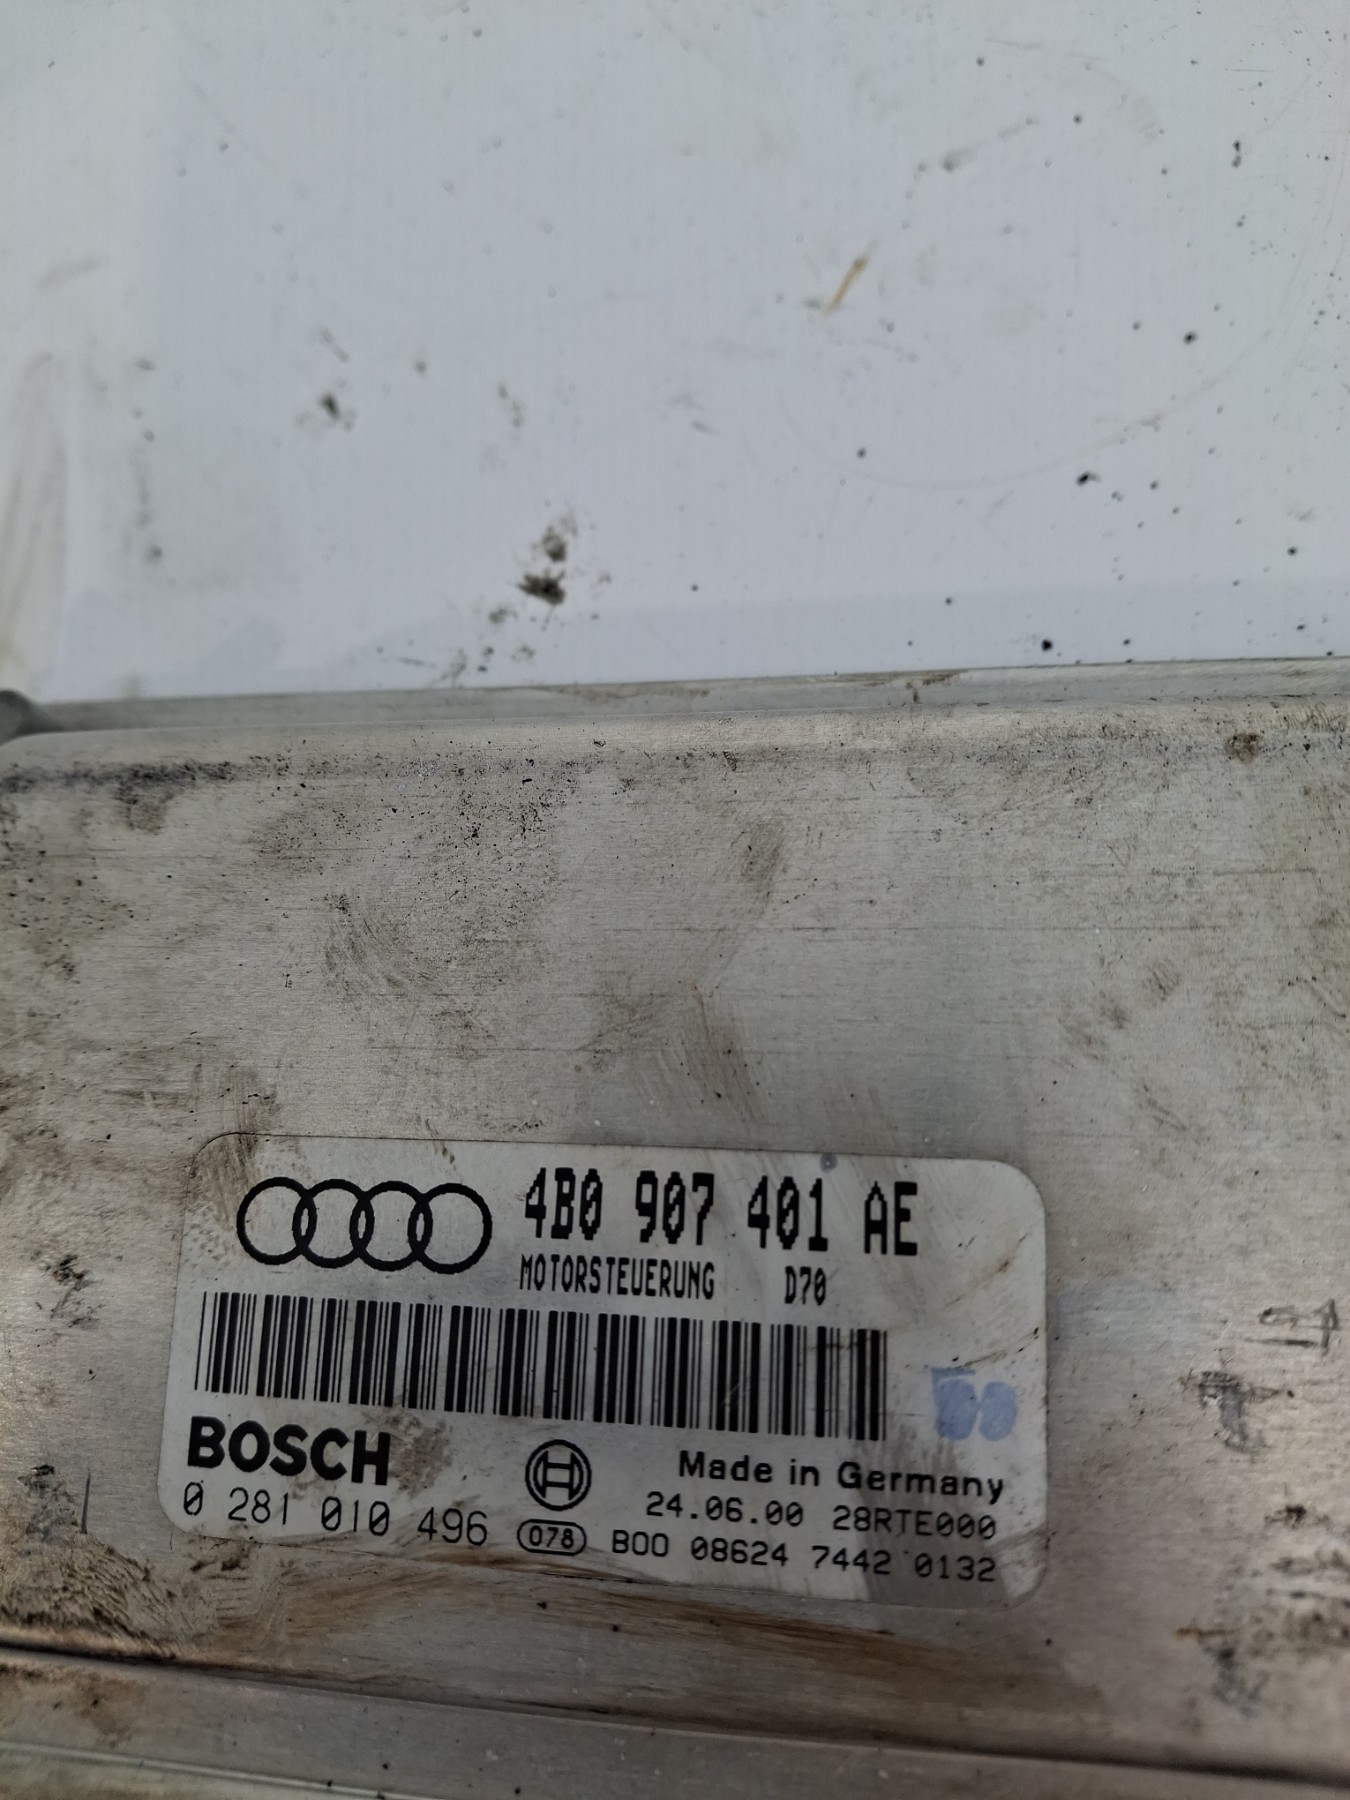 4B0 907 401 AE
MOTORSTEUERUNG D70
BOSCH
Made in Germany
0 281 010 496
24.06.00 28RTE000
078 B00 08624 7442 0132